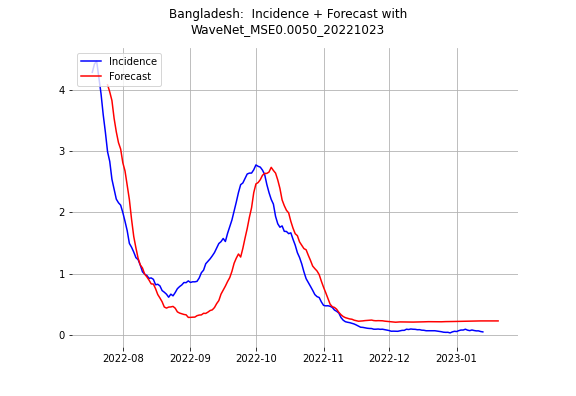 Bangladesh:  Incidence + Forecast with
WaveNet_MSE0.0050_20221023
Incidence
Forecast
4
3
2
1
0
2022-08 2022-09 2022-10 2022-11 2022-12 2023-01